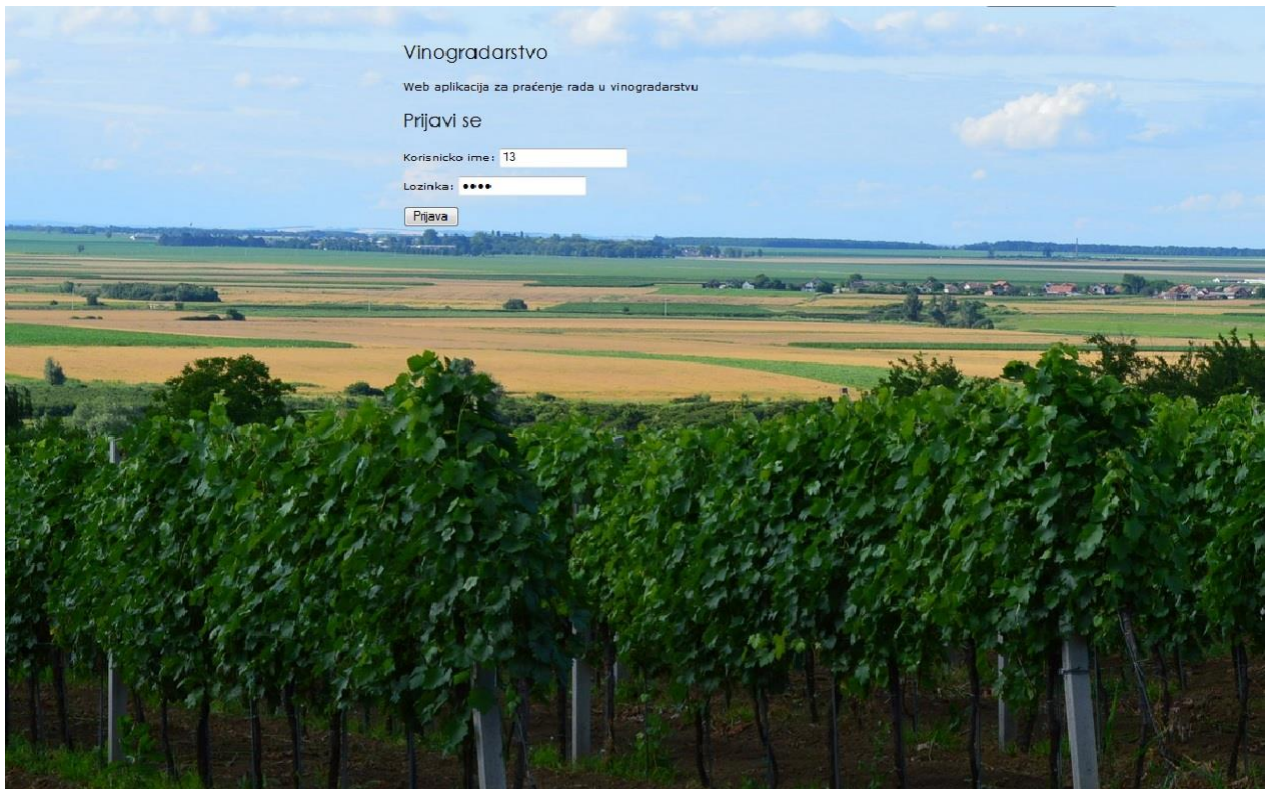 Vinogradarstvo
Web aplikacija za praćenje rada u vinogradarstvu
Prijavi se
Korisnicko ime: 13
Lozinka: ••••
Prijava